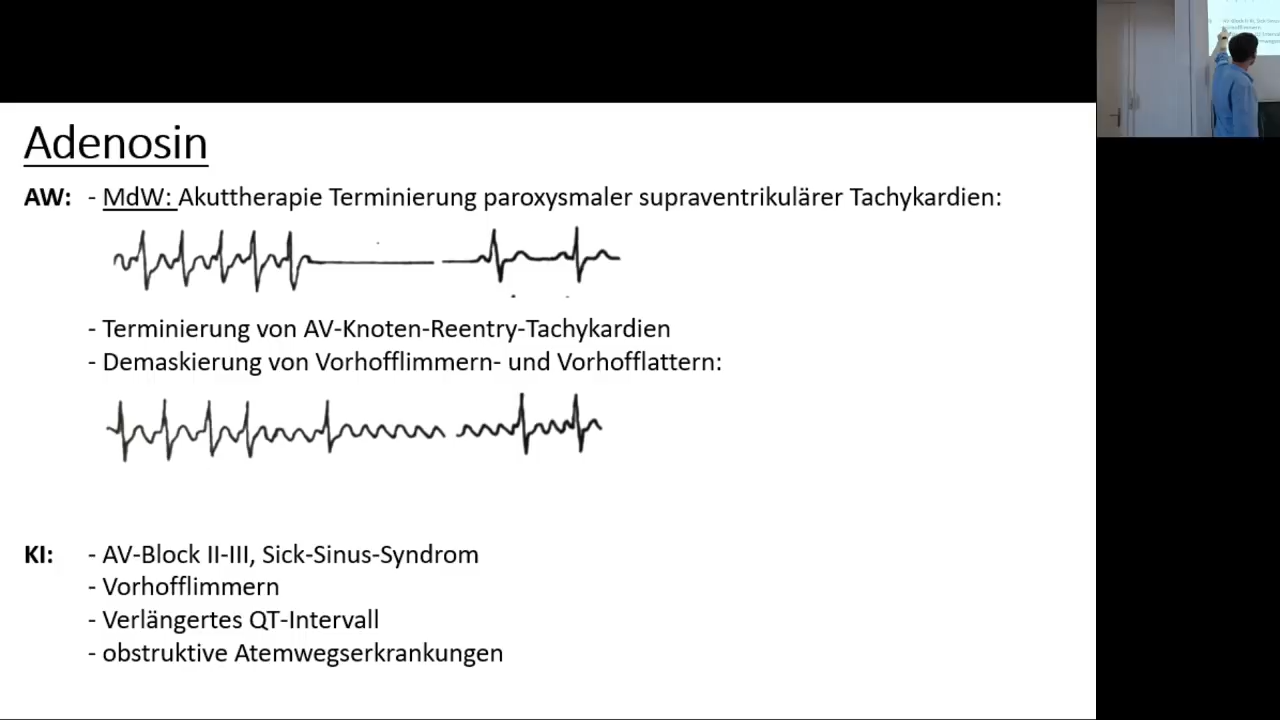 Adenosin
AW: - MdW: Akuttherapie Terminierung paroxysmaler supraventrikulärer Tachykardien:
- Terminierung von AV-Knoten-Reentry-Tachykardien
- Demaskierung von Vorhofflimmern- und Vorhofflattern:
KI: - AV-Block II-III, Sick-Sinus-Syndrom
- Vorhofflimmern
- Verlängertes QT-Intervall
- obstruktive Atemwegserkrankungen